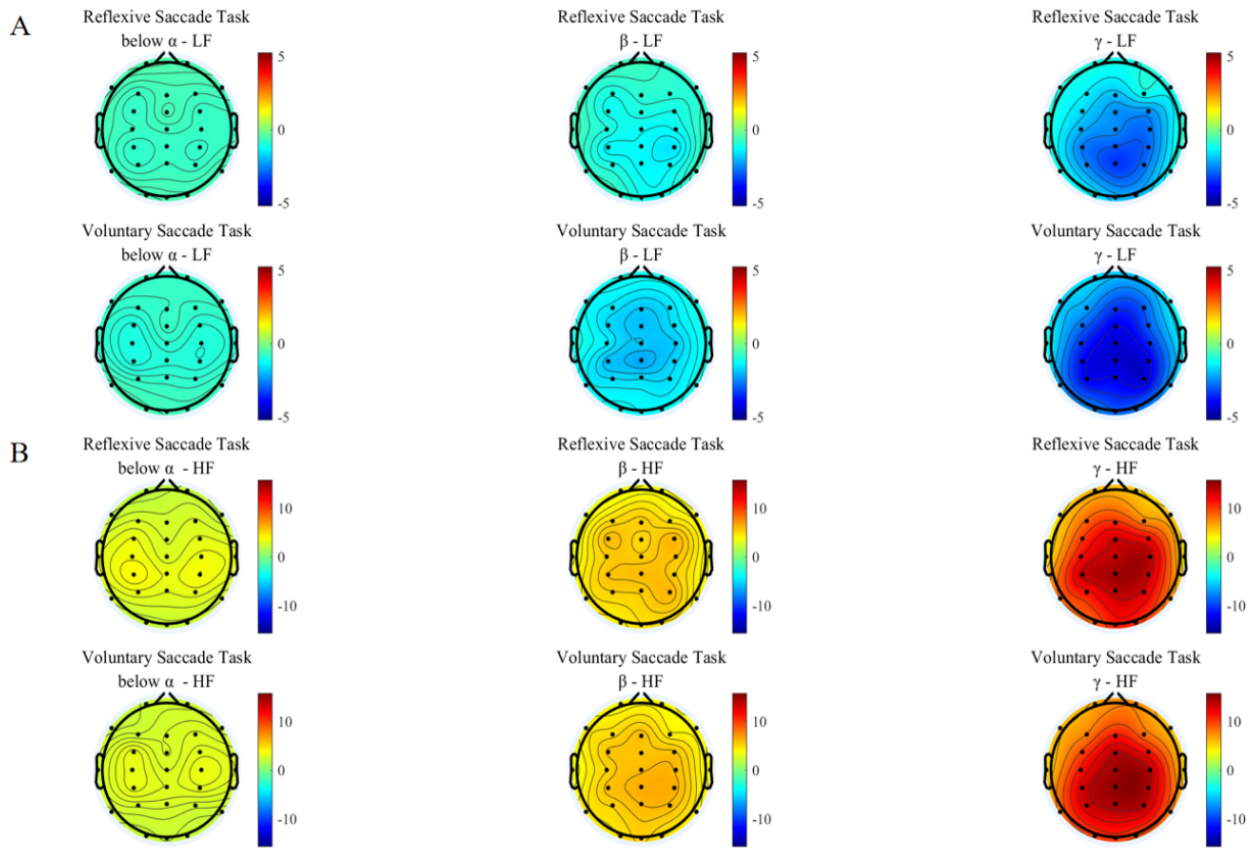 A
Reflexive Saccade Task
below α - LF
5
0
-5
Reflexive Saccade Task
β - LF
5
0
-5
Reflexive Saccade Task
γ - LF
5
0
-5
Voluntary Saccade Task
below α - LF
5
0
-5
Voluntary Saccade Task
β - LF
5
0
-5
Voluntary Saccade Task
γ - LF
5
0
-5
B
Reflexive Saccade Task
below α - HF
10
0
-10
Reflexive Saccade Task
β - HF
10
0
-10
Reflexive Saccade Task
γ - HF
10
0
-10
Voluntary Saccade Task
below α - HF
10
0
-10
Voluntary Saccade Task
β - HF
10
0
-10
Voluntary Saccade Task
γ - HF
10
0
-10